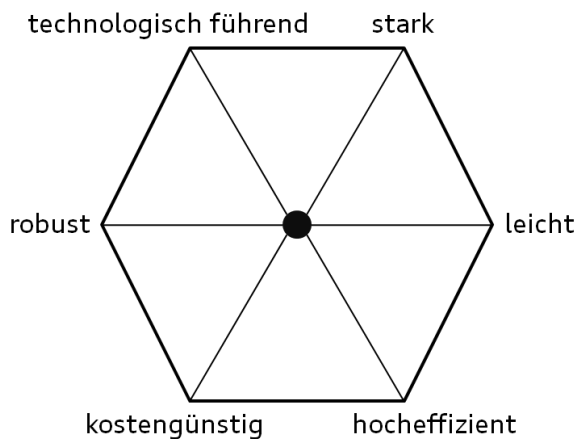 technologisch führend
stark
robust
leicht
kostengünstig
hocheffizient